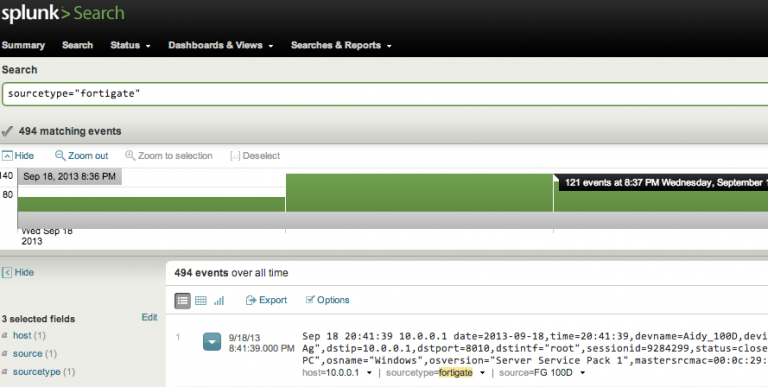 splunk> Search
Summary Search Status Dashboards & Views Searches & Reports
Search
sourcetype="fortigate"
494 matching events
Hide Zoom out Zoom to selection Deselect
140
Sep 18, 2013 8:36 PM
121 events at 8:37 PM Wednesday, September
80
Wed Sep 18
2013
Hide
494 events over all time
Export Options
3 selected fields Edit
a host (1)
a source (1)
a sourcetype (1)
1
9/18/13
8:41:39.000 PM
Sep 18 20:41:39 10.0.0.1 date=2013-09-18,time=20:41:39,devname=Aidy_100D,devi
Ag",dstip=10.0.0.1,dstport=8010,dstintf="root",sessionid=9284299,status=close
PC",osname="Windows",osversion="Server Service Pack 1",mastersrcmac=00:0c:29:
host=10.0.0.1 | sourcetype=fortigate | source=FG 100D